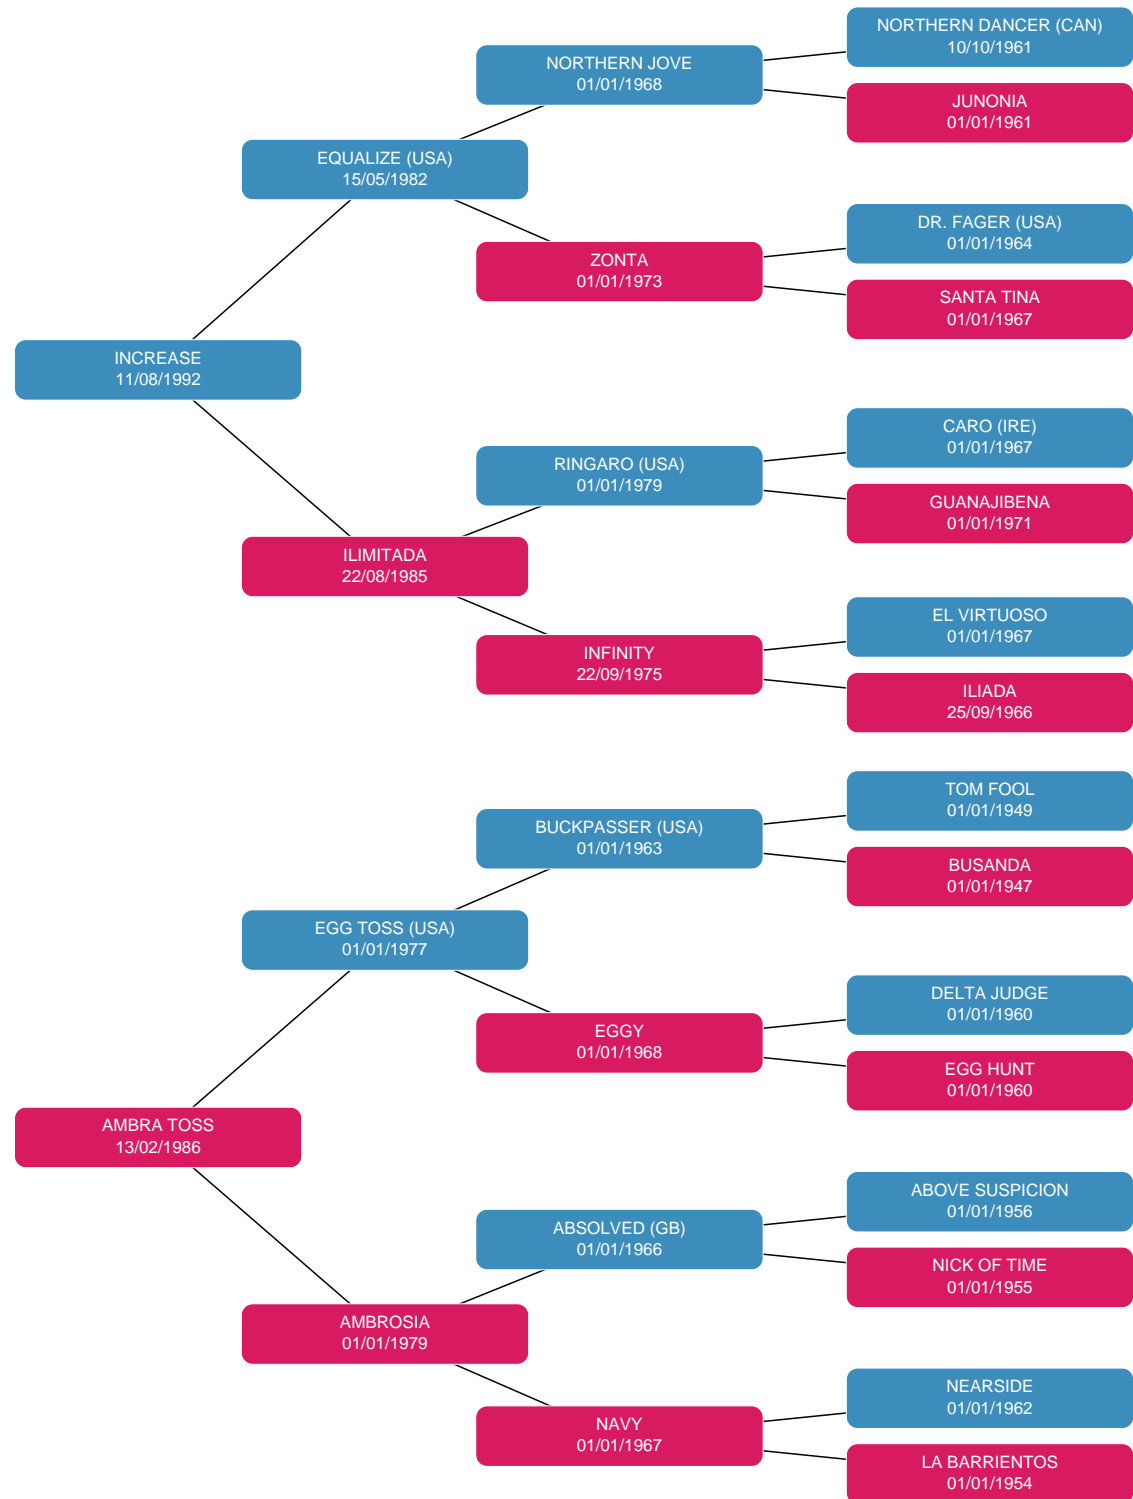 NORTHERN DANCER (CAN)
10/10/1961
NORTHERN JOVE
01/01/1968
JUNONIA
01/01/1961
EQUALIZE (USA)
15/05/1982
DR. FAGER (USA)
01/01/1964
ZONTA
01/01/1973
SANTA TINA
01/01/1967
INCREASE
11/08/1992
CARO (IRE)
01/01/1967
RINGARO (USA)
01/01/1979
GUANAJIBENA
01/01/1971
ILIMITADA
22/08/1985
EL VIRTUOSO
01/01/1967
INFINITY
22/09/1975
ILIADA
25/09/1966
TOM FOOL
01/01/1949
BUCKPASSER (USA)
01/01/1963
BUSANDA
01/01/1947
EGG TOSS (USA)
01/01/1977
DELTA JUDGE
01/01/1960
EGGY
01/01/1968
EGG HUNT
01/01/1960
AMBRA TOSS
13/02/1986
ABOVE SUSPICION
01/01/1956
ABSOLVED (GB)
01/01/1966
NICK OF TIME
01/01/1955
AMBROSIA
01/01/1979
NEARSIDE
01/01/1962
NAVY
01/01/1967
LA BARRIENTOS
01/01/1954